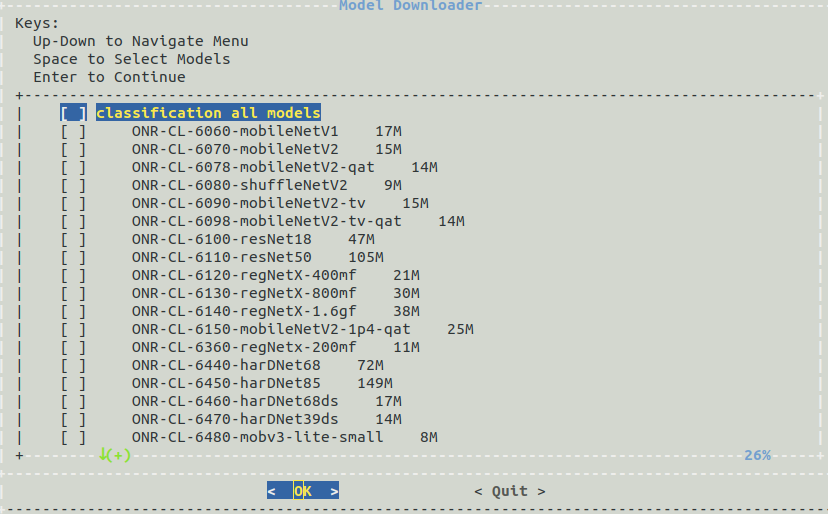 Model Downloader
Keys:
Up-Down to Navigate Menu
Space to Select Models
Enter to Continue
[ ] classification all models
[ ] ONR-CL-6060-mobileNetV1 17M
[ ] ONR-CL-6070-mobileNetV2 15M
[ ] ONR-CL-6078-mobileNetV2-qat 14M
[ ] ONR-CL-6080-shuffleNetV2 9M
[ ] ONR-CL-6090-mobileNetV2-tv 15M
[ ] ONR-CL-6098-mobileNetV2-tv-qat 14M
[ ] ONR-CL-6100-resNet18 47M
[ ] ONR-CL-6110-resNet50 105M
[ ] ONR-CL-6120-regNetX-400mf 21M
[ ] ONR-CL-6130-regNetX-800mf 30M
[ ] ONR-CL-6140-regNetX-1.6gf 38M
[ ] ONR-CL-6150-mobileNetV2-1p4-qat 25M
[ ] ONR-CL-6360-regNetx-200mf 11M
[ ] ONR-CL-6440-harDNet68 72M
[ ] ONR-CL-6450-harDNet85 149M
[ ] ONR-CL-6460-harDNet68ds 17M
[ ] ONR-CL-6470-harDNet39ds 14M
[ ] ONR-CL-6480-mobv3-lite-small 8M
↓(+) 26%
< OK > < Quit >